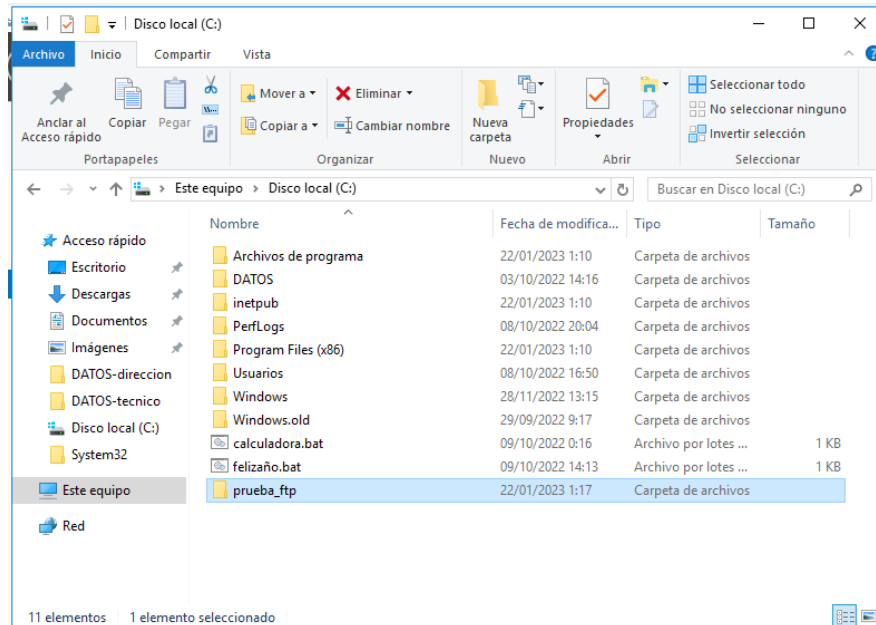 Disco local (C:)
Archivo Inicio Compartir Vista
Anclar al Acceso rápido
Copiar
Pegar
Mover a
Copiar a
Eliminar
Cambiar nombre
Nueva carpeta
Propiedades
Seleccionar todo
No seleccionar ninguno
Invertir selección
Portapapeles Organizar Nuevo Abrir Seleccionar
Este equipo > Disco local (C:)
Buscar en Disco local (C:)
Acceso rápido
Escritorio
Descargas
Documentos
Imágenes
DATOS-direccion
DATOS-tecnico
Disco local (C:)
System32
Este equipo
Red
Nombre Fecha de modifica... Tipo Tamaño
Archivos de programa 22/01/2023 1:10 Carpeta de archivos
DATOS 03/10/2022 14:16 Carpeta de archivos
inetpub 22/01/2023 1:10 Carpeta de archivos
PerfLogs 08/10/2022 20:04 Carpeta de archivos
Program Files (x86) 22/01/2023 1:10 Carpeta de archivos
Usuarios 08/10/2022 16:50 Carpeta de archivos
Windows 28/11/2022 13:15 Carpeta de archivos
Windows.old 29/09/2022 9:17 Carpeta de archivos
calculadora.bat 09/10/2022 0:16 Archivo por lotes ... 1 KB
felizaño.bat 09/10/2022 14:13 Archivo por lotes ... 1 KB
prueba_ftp 22/01/2023 1:17 Carpeta de archivos
11 elementos 1 elemento seleccionado